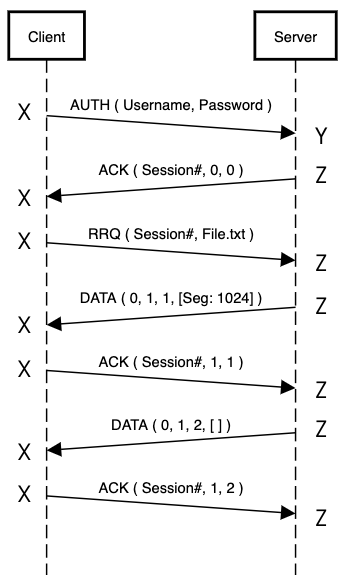 Client Server
X AUTH ( Username, Password )
Y
ACK ( Session#, 0, 0 ) Z
X
X RRQ ( Session#, File.txt )
Z
DATA ( 0, 1, 1, [Seg: 1024] ) Z
X
X ACK ( Session#, 1, 1 )
Z
DATA ( 0, 1, 2, [ ] ) Z
X
X ACK ( Session#, 1, 2 )
Z